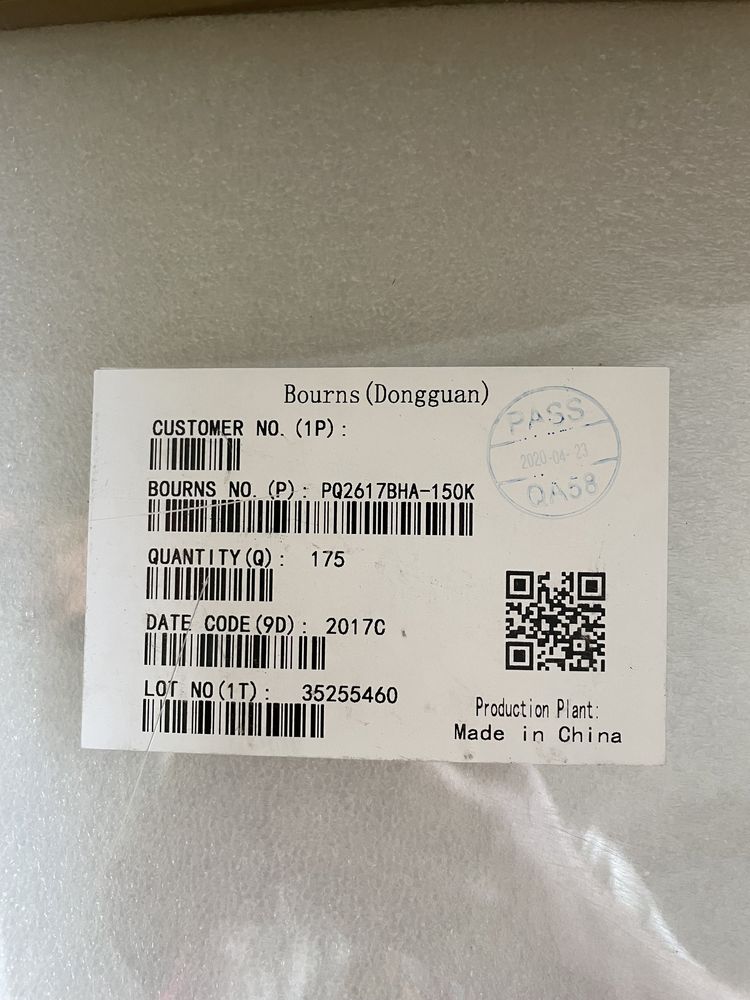 Bourns(Dongguan)
CUSTOMER NO.(1P):
PASS
2020-04-23
QA58
BOURNS NO.(P): PQ2617BHA-150K
QUANTITY(Q): 175
DATE CODE(9D): 2017C
LOT NO(1T): 35255460
Production Plant:
Made in China